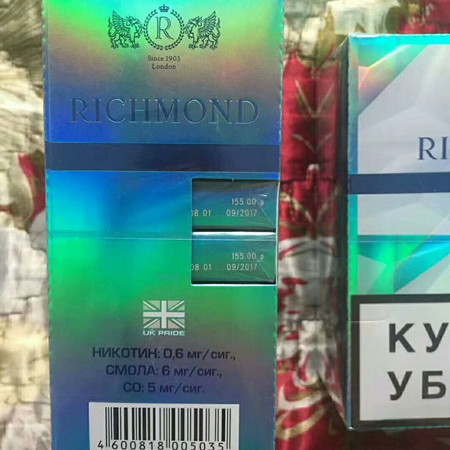 R
Since 1903
London
RICHMOND
155.00 р
08 01 09/2017
155.00 р
08 01 09/2017
UK PRIDE
НИКОТИН: 0,6 мг/сиг.,
СМОЛА: 6 мг/сиг.,
СО: 5 мг/сиг.
4 600818 005035
RI
КУ
УБ